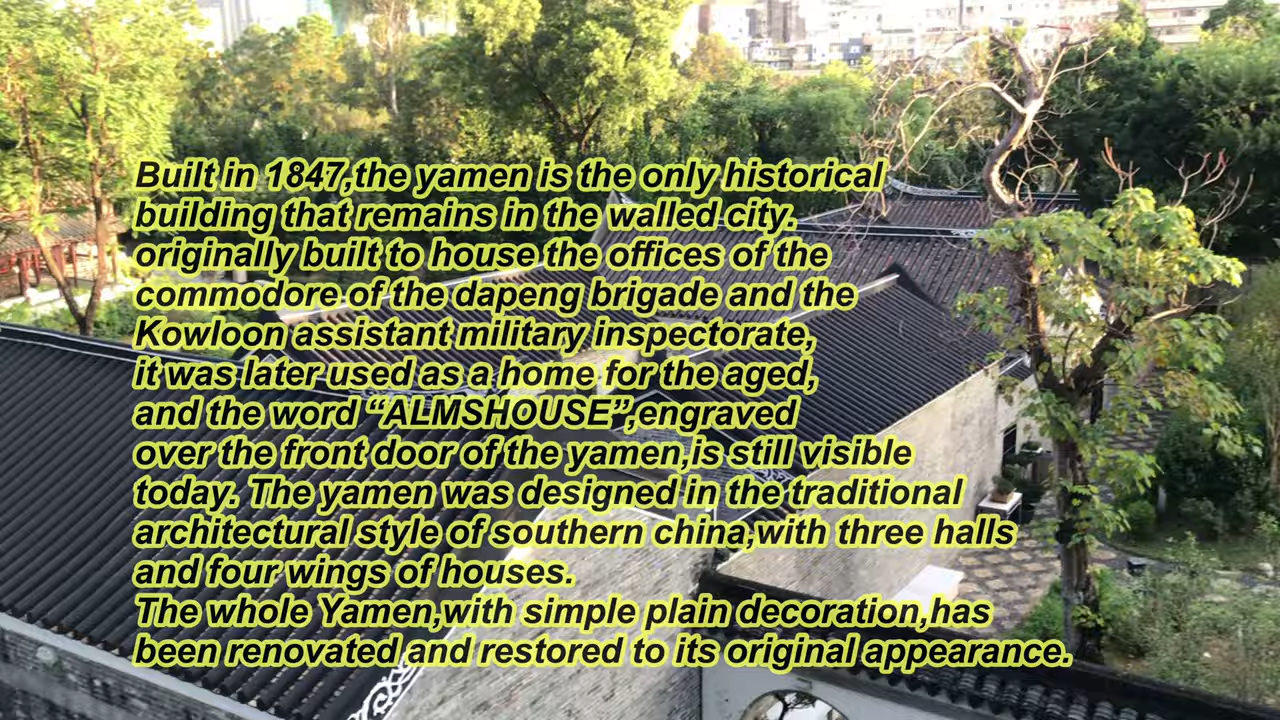 Built in 1847,the yamen is the only historical
building that remains in the walled city.
originally built to house the offices of the
commodore of the dapeng brigade and the
Kowloon assistant military inspectorate,
it was later used as a home for the aged,
and the word “ALMSHOUSE”,engraved
over the front door of the yamen,is still visible
today. The yamen was designed in the traditional
architectural style of southern china,with three halls
and four wings of houses.
The whole Yamen,with simple plain decoration,has
been renovated and restored to its original appearance.